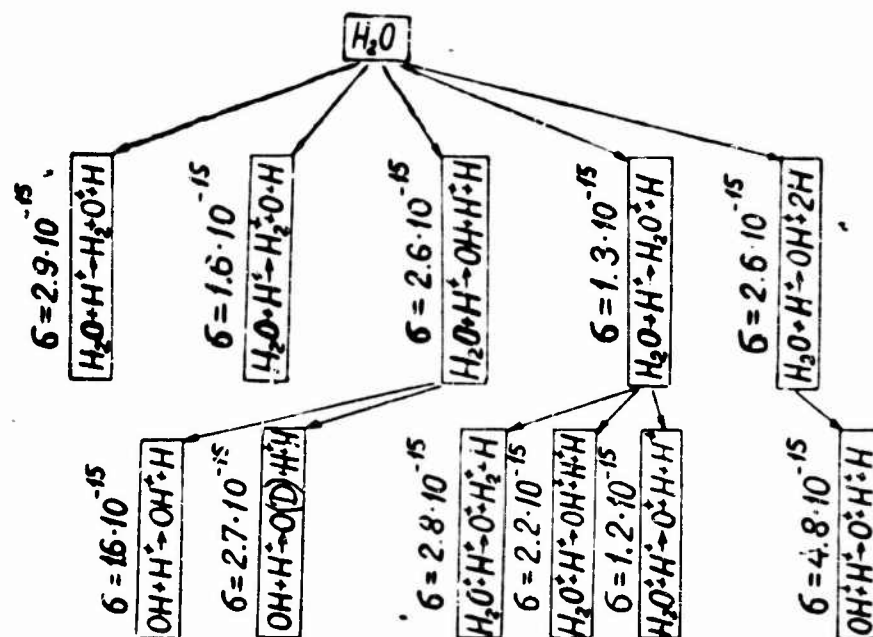 H₂O
σ=2.9·10⁻¹⁵
H₂O+H⁺→H₂+O⁺+H
σ=1.6·10⁻¹⁵
H₂O+H⁺→H₂⁺+O+H
σ=2.6·10⁻¹⁵
H₂O+H⁺→OH+H⁺+H
σ=1.3·10⁻¹⁵
H₂O+H⁺→H₂O⁺+H
σ=2.6·10⁻¹⁵
H₂O+H⁺→OH⁺+2H
σ=16·10⁻¹⁵
OH+H⁺→OH⁺+H
σ=2.7·10⁻¹⁵
OH+H⁺→O(D)+H⁺+H
σ=2.8·10⁻¹⁵
H₂O⁺+H⁺→O⁺+H₂⁺+H
σ=2.2·10⁻¹⁵
H₂O⁺+H⁺→OH⁺+H⁺+H
σ=1.2·10⁻¹⁵
H₂O⁺+H⁺→O⁺+H+H⁺
σ=4.8·10⁻¹⁵
OH⁺+H⁺→O⁺+H⁺+H